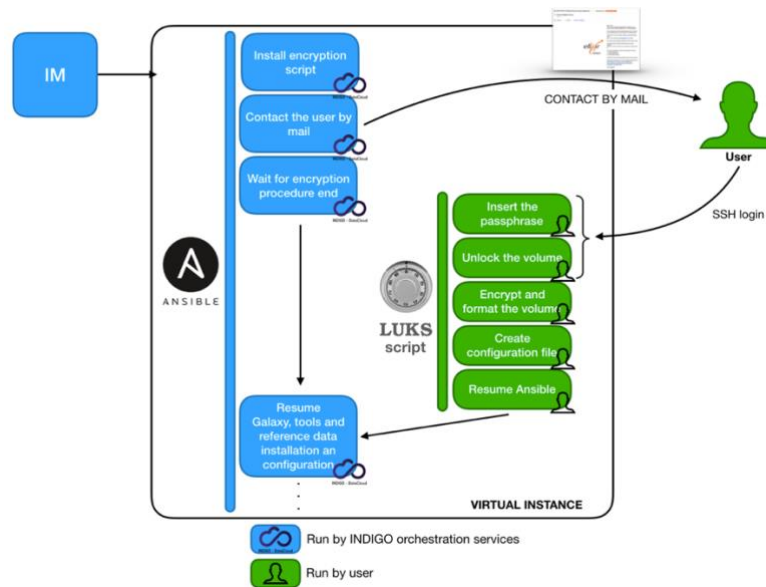 IM
Install encryption
script
Contact the user by
mail
Wait for encryption
procedure end
CONTACT BY MAIL
User
SSH login
ANSIBLE
LUKS
script
Insert the
passphrase
Unlock the volume
Encrypt and
format the volume
Create
configuration file
Resume Ansible
Resume
Galaxy, tools and
reference data
installation an
configuration
VIRTUAL INSTANCE
Run by INDIGO orchestration services
Run by user